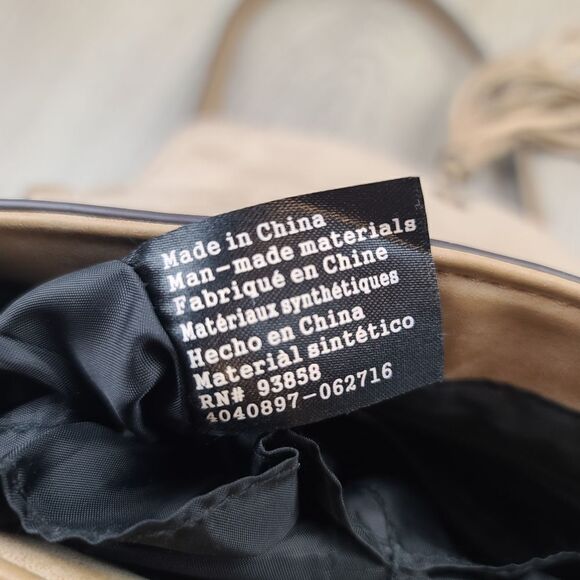 Made in China
Man-made materials
Fabriqué en Chine
Matériaux synthétiques
Hecho en China
Materiàl sintético
RN# 93858
4040897-062716